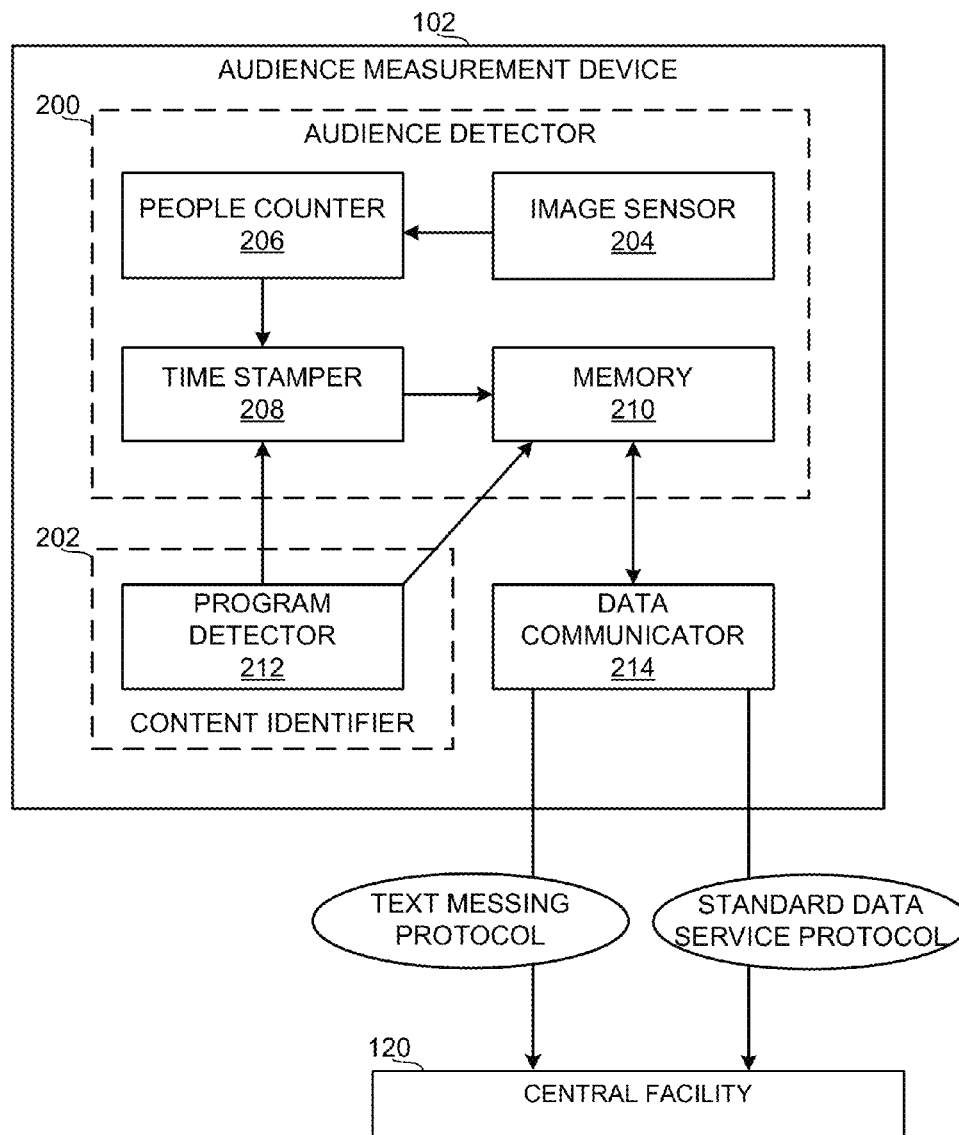 102
AUDIENCE MEASUREMENT DEVICE
200
AUDIENCE DETECTOR
PEOPLE COUNTER
206
IMAGE SENSOR
204
TIME STAMPER
208
MEMORY
210
202
PROGRAM
DETECTOR
212
CONTENT IDENTIFIER
DATA
COMMUNICATOR
214
TEXT MESSING
PROTOCOL
STANDARD DATA
SERVICE PROTOCOL
120
CENTRAL FACILITY